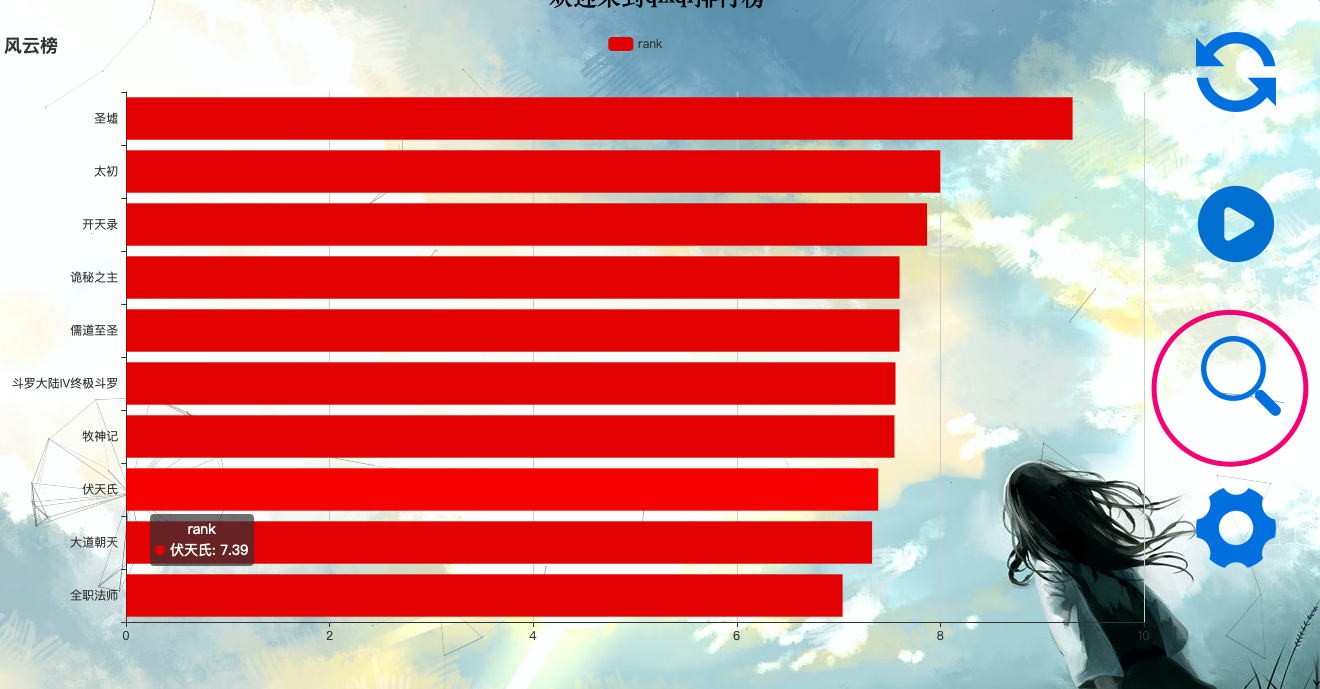 风云榜
rank
圣墟
太初
开天录
诡秘之主
儒道至圣
斗罗大陆IV终极斗罗
牧神记
伏天氏
大道朝天
全职法师
rank
伏天氏: 7.39
0 2 4 6 8 10